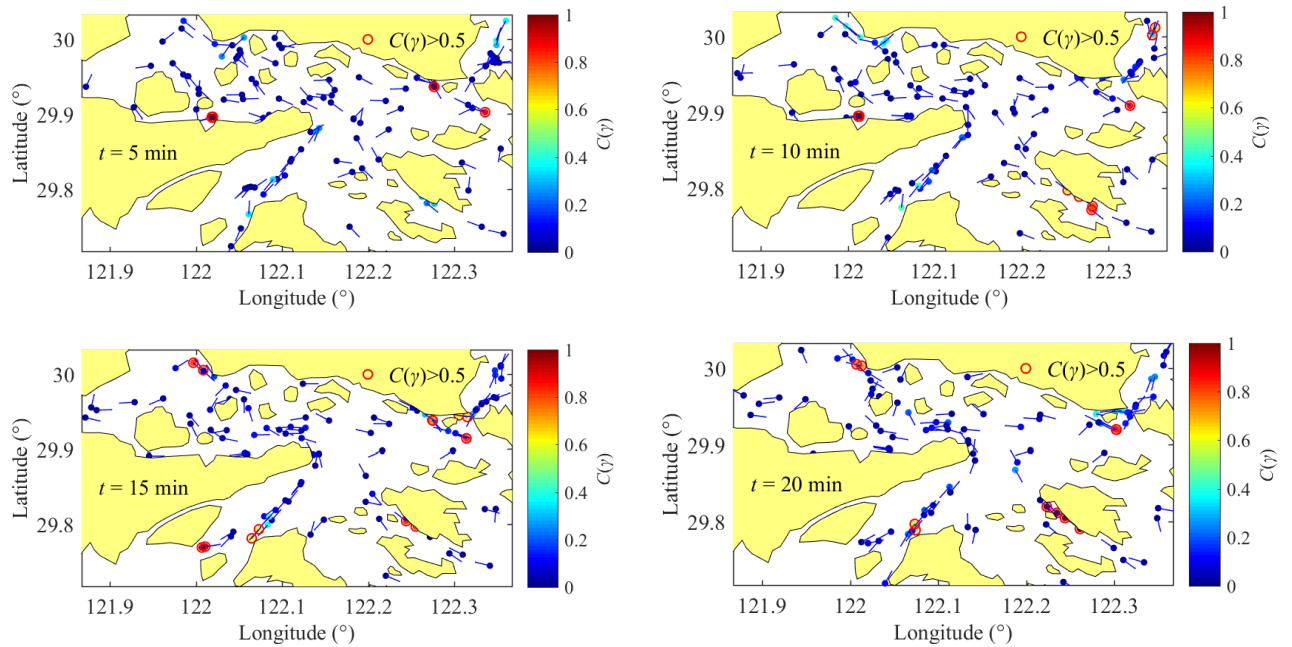 30
29.9
29.8
Latitude (°)
t = 5 min
C(γ)>0.5
121.9 122 122.1 122.2 122.3
Longitude (°)
1
0.8
0.6
0.4
0.2
0
C(γ)
30
29.9
29.8
Latitude (°)
t = 10 min
C(γ)>0.5
121.9 122 122.1 122.2 122.3
Longitude (°)
1
0.8
0.6
0.4
0.2
0
C(γ)
30
29.9
29.8
Latitude (°)
t = 15 min
C(γ)>0.5
121.9 122 122.1 122.2 122.3
Longitude (°)
1
0.8
0.6
0.4
0.2
0
C(γ)
30
29.9
29.8
Latitude (°)
t = 20 min
C(γ)>0.5
121.9 122 122.1 122.2 122.3
Longitude (°)
1
0.8
0.6
0.4
0.2
0
C(γ)